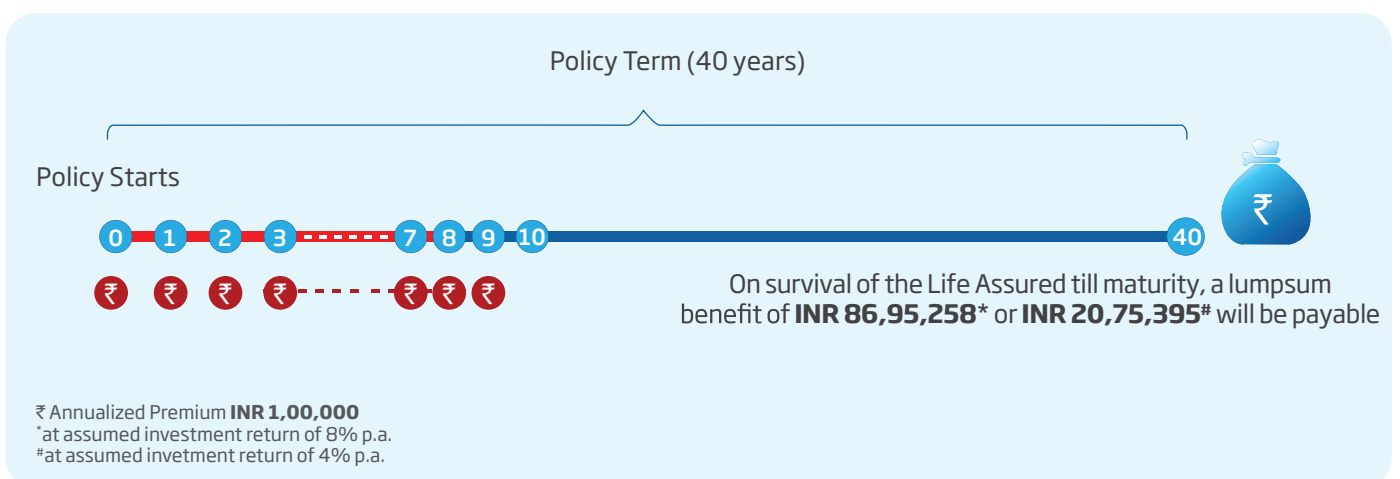 Policy Term (40 years)
Policy Starts
₹
0 1 2 3 7 8 9 10 40
₹ ₹ ₹ ₹ ₹ ₹ ₹
On survival of the Life Assured till maturity, a lumpsum
benefit of INR 86,95,258* or INR 20,75,395# will be payable
₹ Annualized Premium INR 1,00,000
*at assumed investment return of 8% p.a.
#at assumed invetment return of 4% p.a.